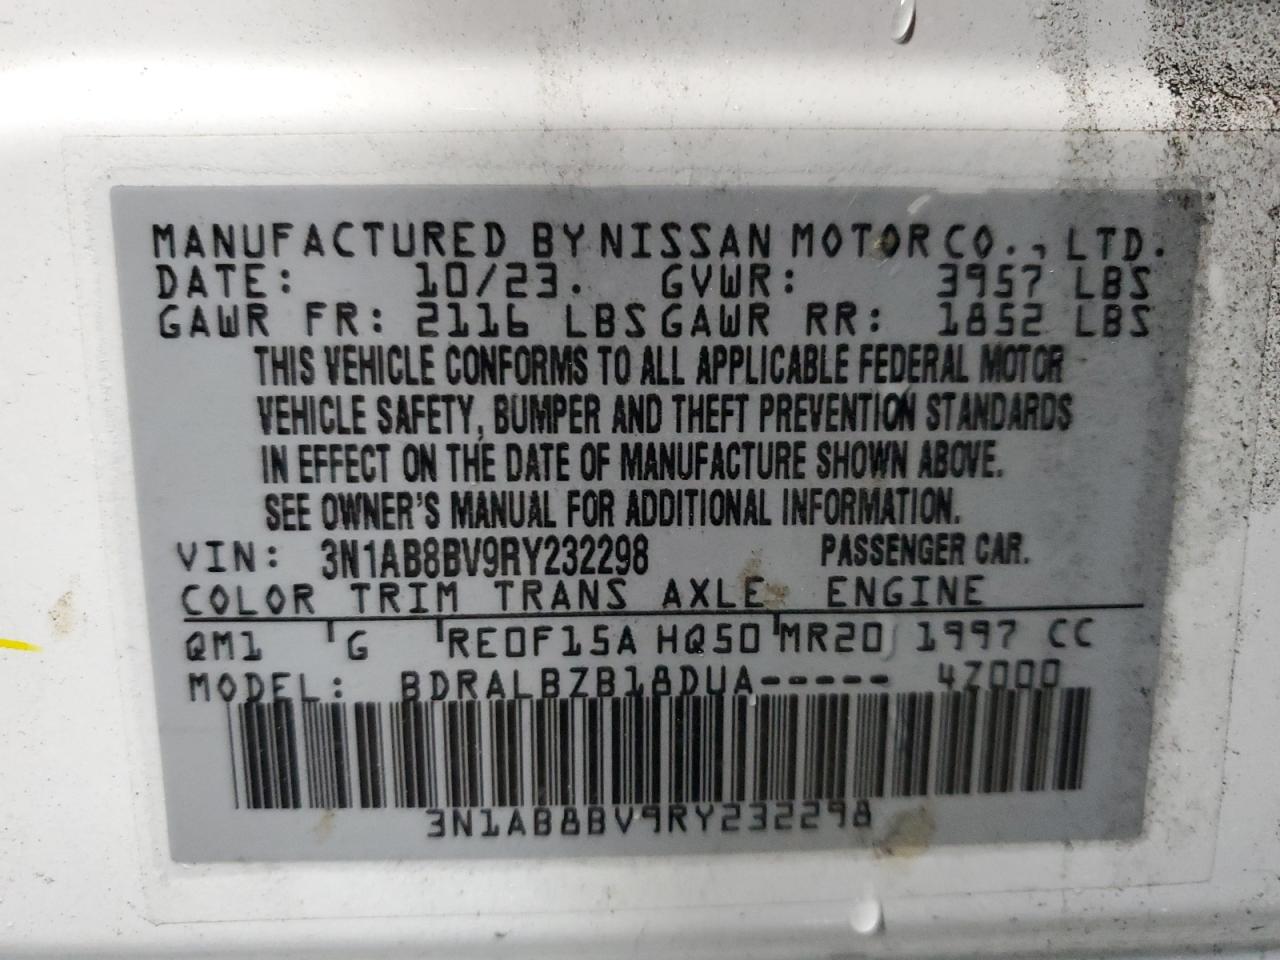 MANUFACTURED BY NISSAN MOTOR CO., LTD.
DATE: 10/23. GVWR: 3957 LBS
GAWR FR: 2116 LBS GAWR RR: 1852 LBS
THIS VEHICLE CONFORMS TO ALL APPLICABLE FEDERAL MOTOR
VEHICLE SAFETY, BUMPER AND THEFT PREVENTION STANDARDS
IN EFFECT ON THE DATE OF MANUFACTURE SHOWN ABOVE.
SEE OWNER'S MANUAL FOR ADDITIONAL INFORMATION.
VIN: 3N1AB8BV9RY232298 PASSENGER CAR.
COLOR TRIM TRANS AXLE ENGINE
QM1 G RE0F15A HQ50 MR20 1997 CC
MODEL: BDRALBZB18DUA----- 4Z000
3N1AB8BV9RY232298